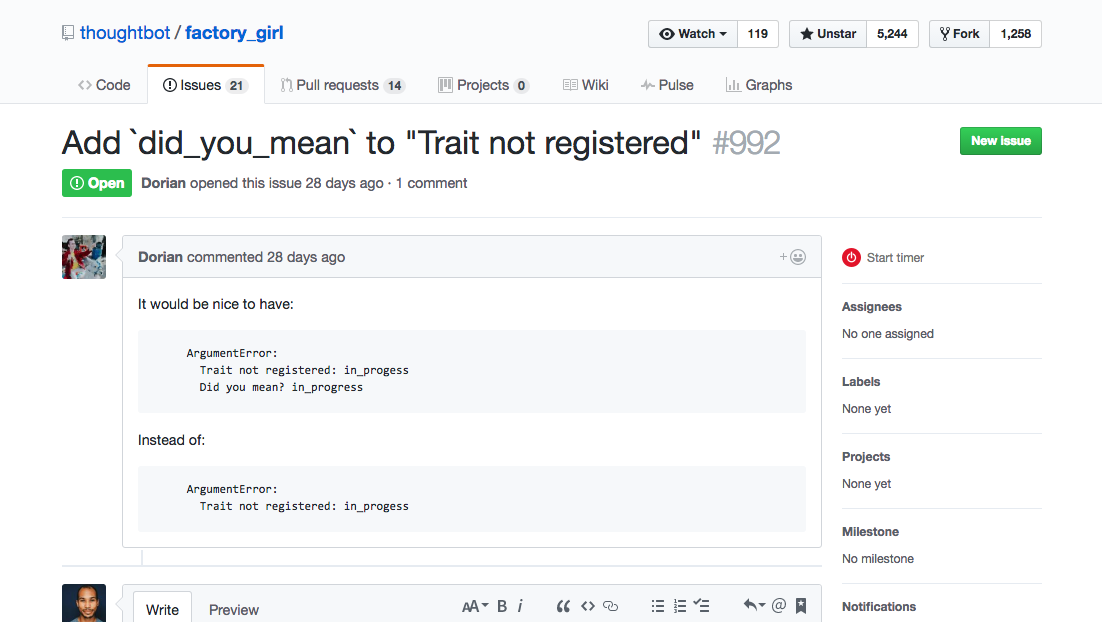 thoughtbot / factory_girl
Watch 119
Unstar 5,244
Fork 1,258
Code
Issues 21
Pull requests 14
Projects 0
Wiki
Pulse
Graphs
Add `did_you_mean` to "Trait not registered" #992
New issue
Open
Dorian opened this issue 28 days ago · 1 comment
Dorian commented 28 days ago
+
It would be nice to have:
ArgumentError:
Trait not registered: in_progess
Did you mean? in_progress
Instead of:
ArgumentError:
Trait not registered: in_progess
Start timer
Assignees
No one assigned
Labels
None yet
Projects
None yet
Milestone
No milestone
Notifications
Write
Preview
AA B i “ <> @